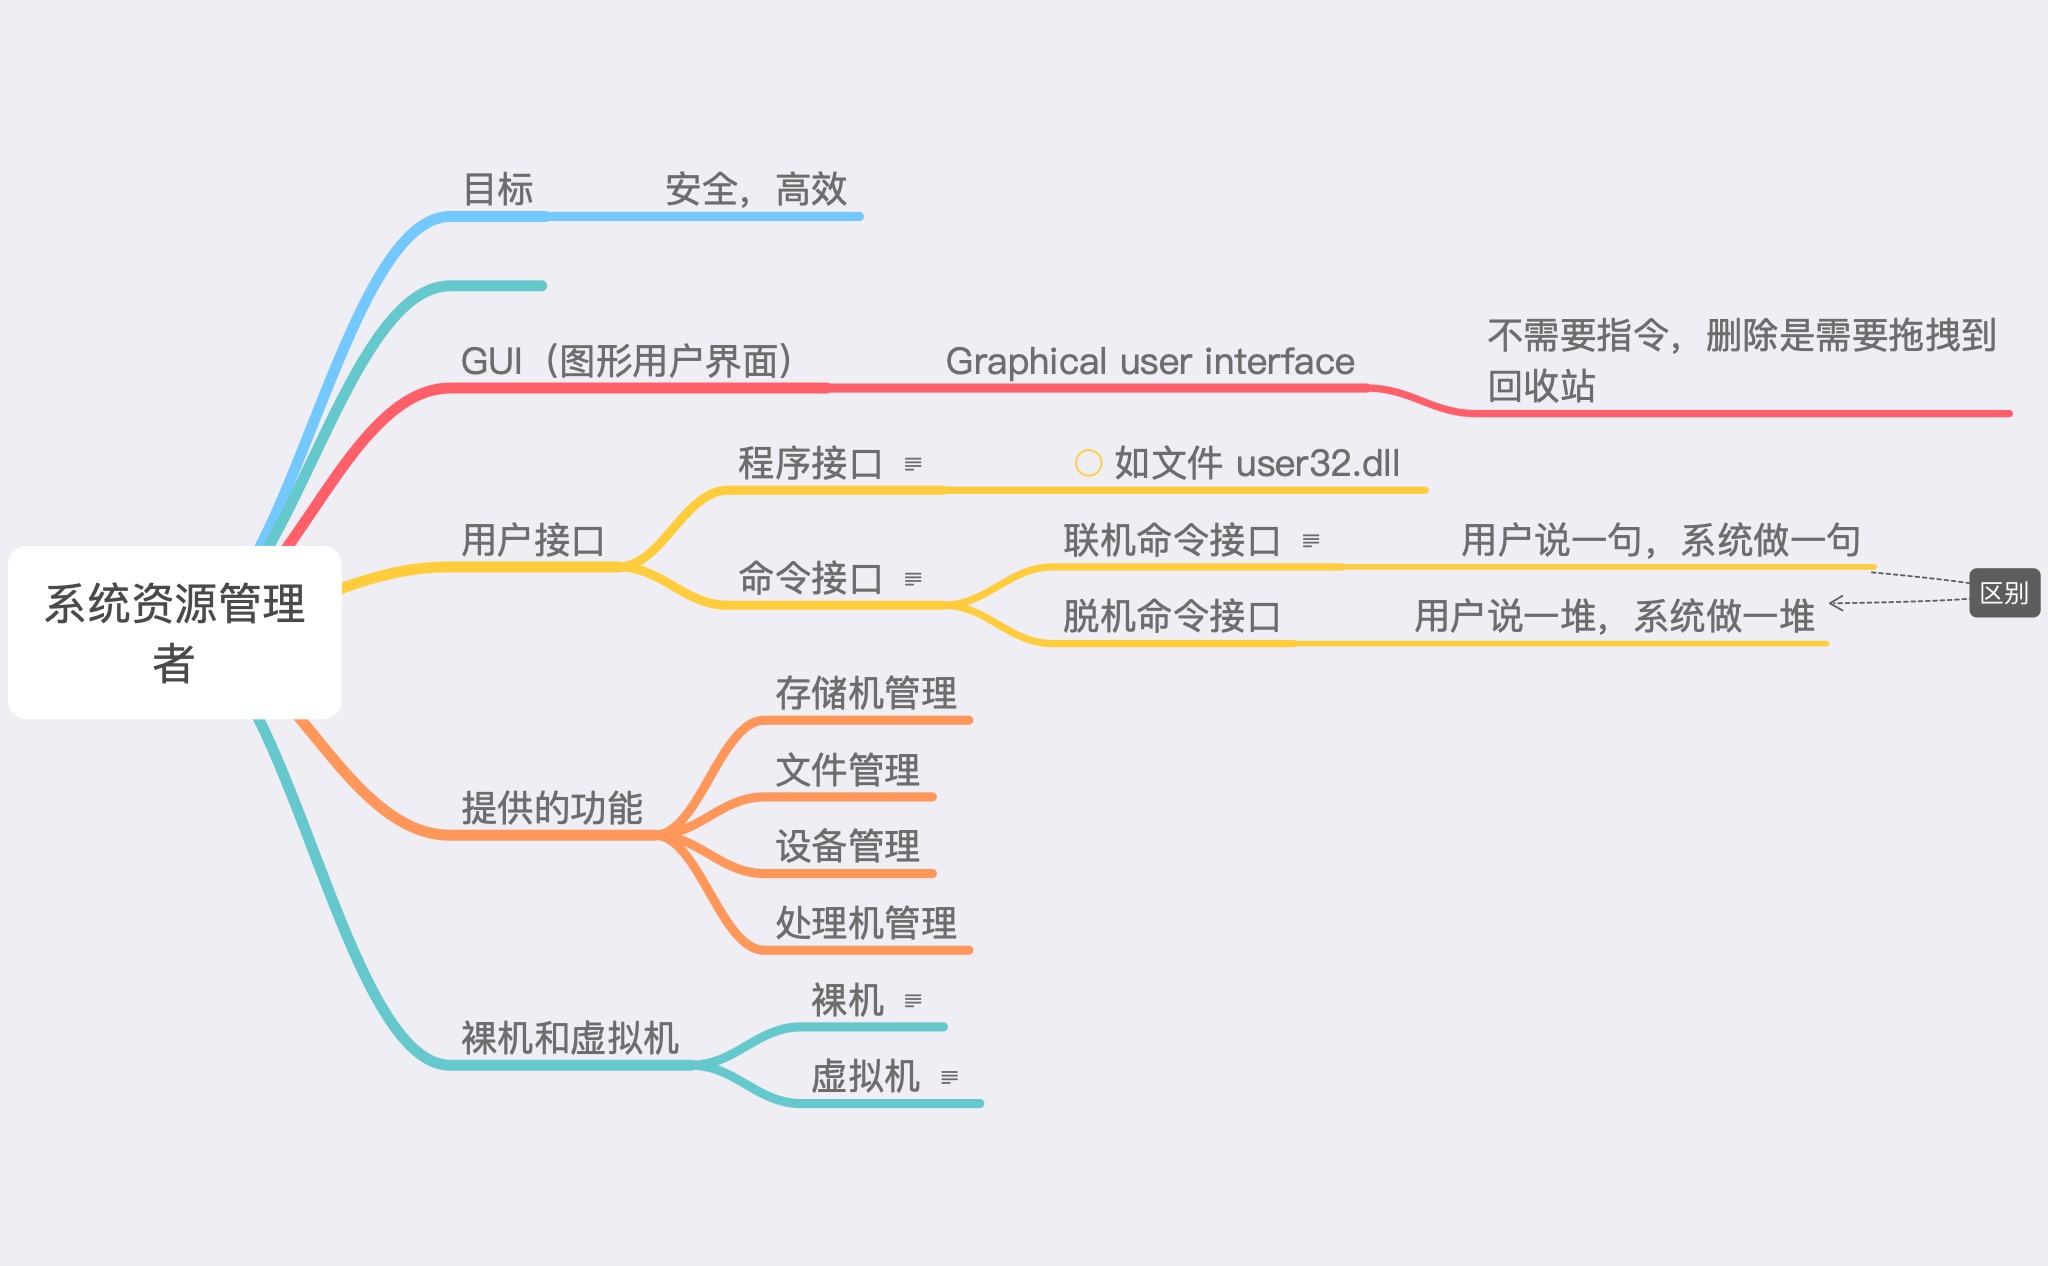 目标
安全，高效
GUI（图形用户界面）
Graphical user interface
不需要指令，删除是需要拖拽到
回收站
系统资源管理
者
用户接口
程序接口
如文件 user32.dll
命令接口
联机命令接口
用户说一句，系统做一句
脱机命令接口
用户说一堆，系统做一堆
区别
提供的功能
存储机管理
文件管理
设备管理
处理机管理
裸机和虚拟机
裸机
虚拟机